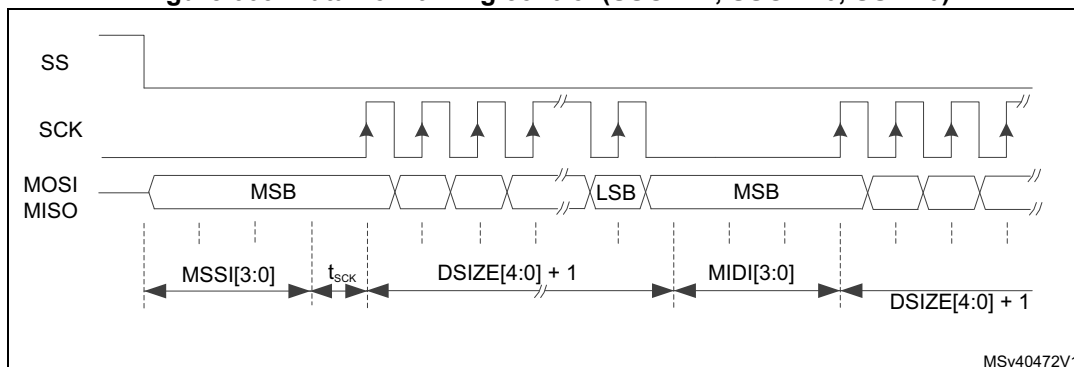 SS
SCK
MOSI
MISO
MSB
LSB
MSB
MSSI[3:0]
tSCK
DSIZE[4:0] + 1
MIDI[3:0]
DSIZE[4:0] + 1
MSv40472V1